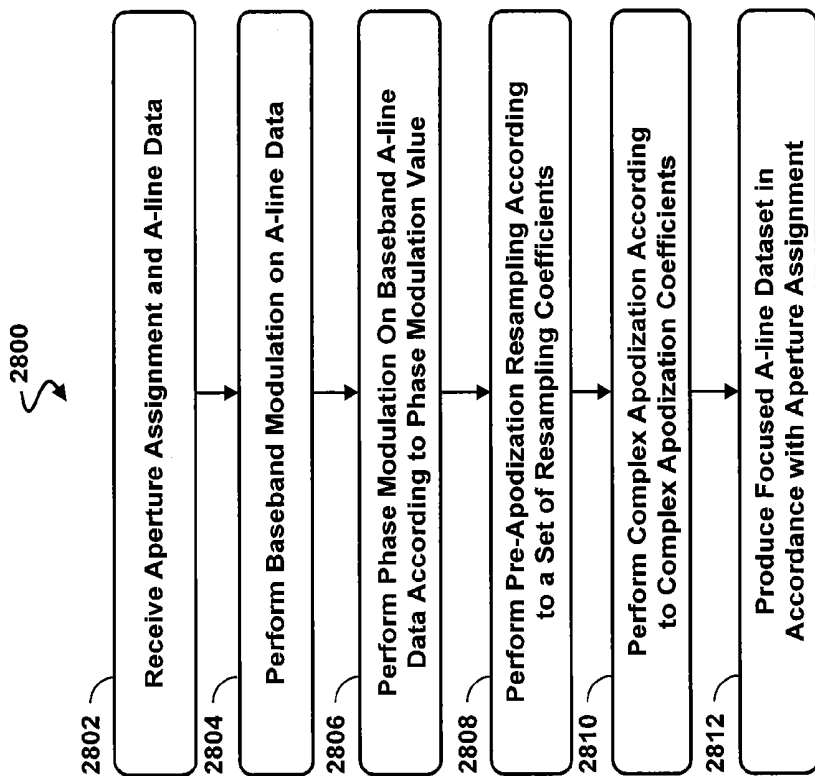 2800
2802
Receive Aperture Assignment and A-line Data
2804
Perform Baseband Modulation on A-line Data
2806
Perform Phase Modulation On Baseband A-line
Data According to Phase Modulation Value
2808
Perform Pre-Apodization Resampling According
to a Set of Resampling Coefficients
2810
Perform Complex Apodization According
to Complex Apodization Coefficients
2812
Produce Focused A-line Dataset in
Accordance with Aperture Assignment